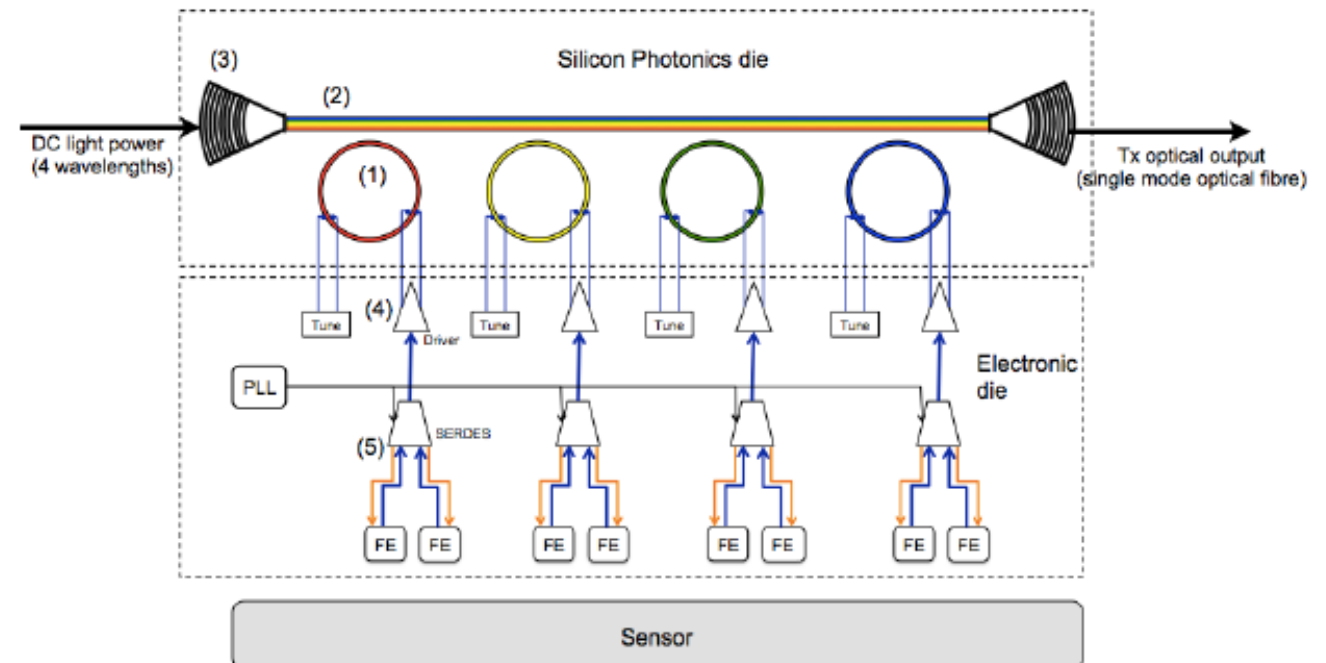 Silicon Photonics die
(3)
(2)
DC light power
(4 wavelengths)
Tx optical output
(single mode optical fibre)
(1)
(4)
Tune
Tune
Tune
Tune
Driver
Electronic
die
PLL
(5)
SERDES
FE
FE
FE
FE
FE
FE
FE
FE
Sensor